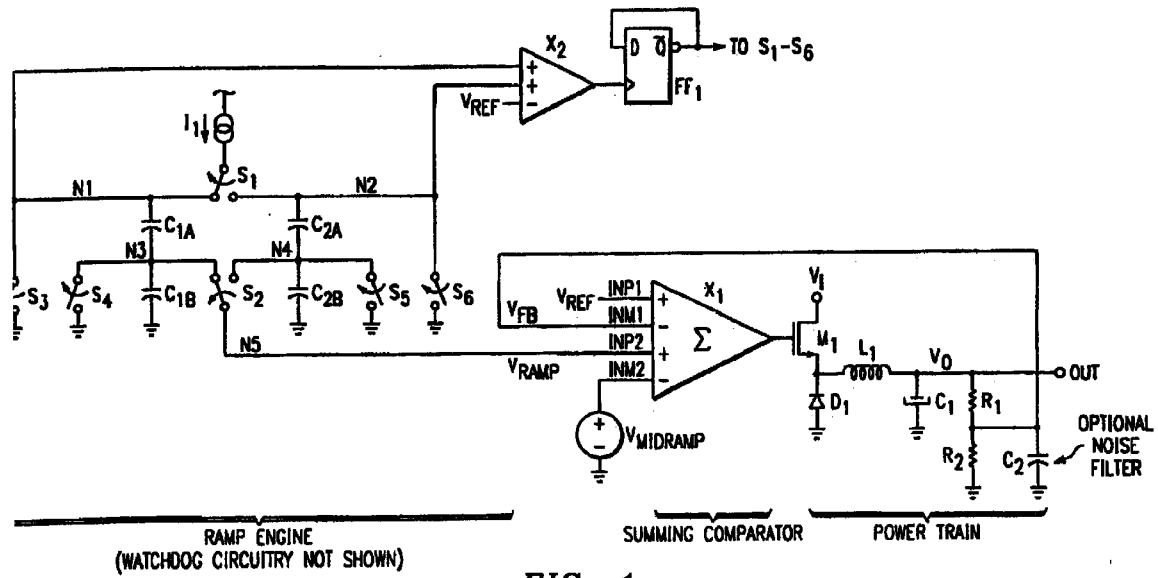 X2
D Q̅
TO S1-S6
FF1
+
+
VREF −
I1
S1
N1
N2
C1A
C2A
N3
N4
S3
S4
C1B
S2
C2B
S5
S6
N5
VREF
INP1
+
X1
VFB
INM1
−
Σ
INP2
+
VRAMP
INM2
−
VI
M1
L1
VO
OUT
D1
C1
R1
R2
C2
OPTIONAL
NOISE
FILTER
+
−
VMIDRAMP
RAMP ENGINE
(WATCHDOG CIRCUITRY NOT SHOWN)
SUMMING COMPARATOR
POWER TRAIN